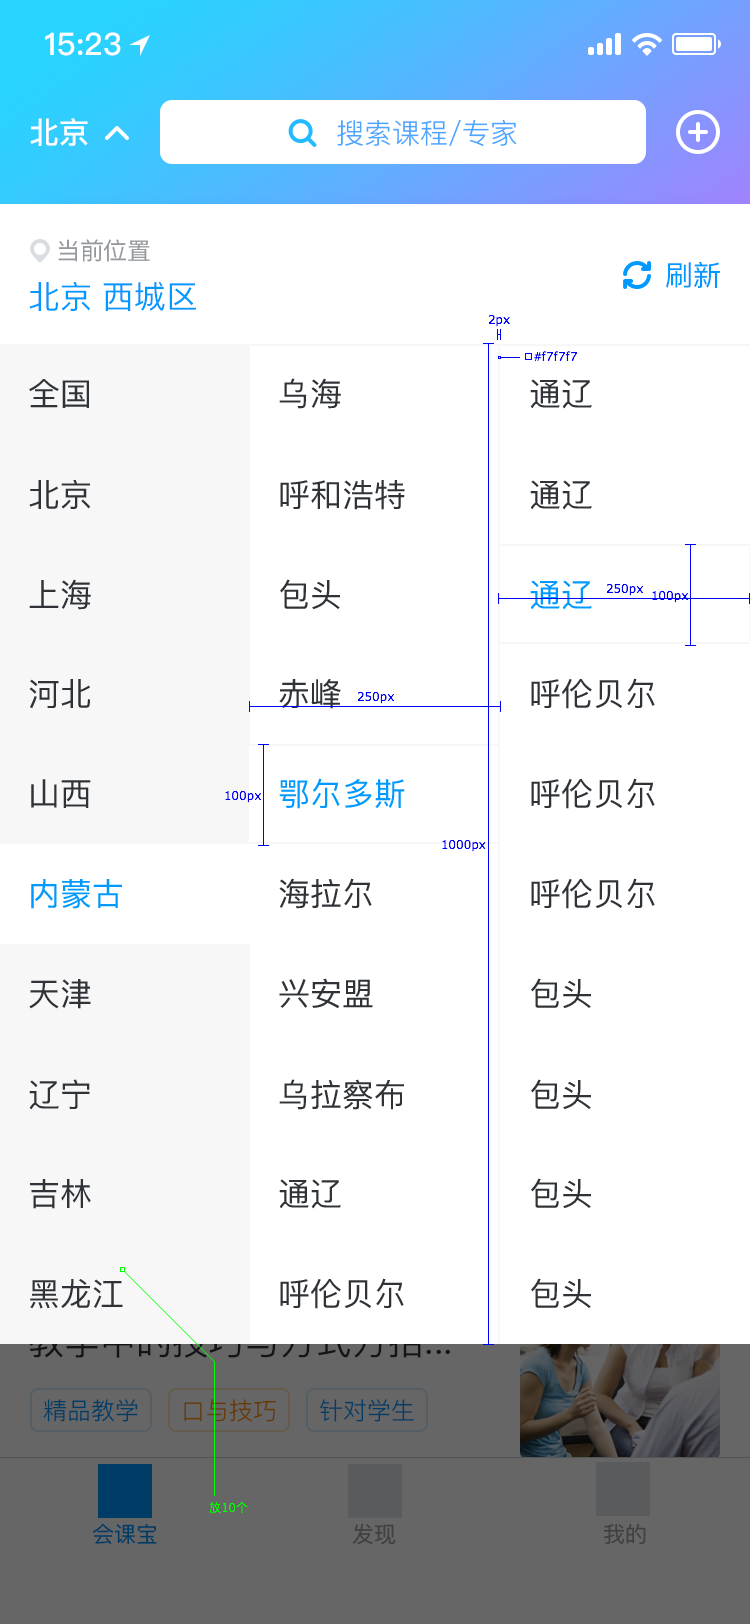 15:23
北京
搜索课程/专家
当前位置
北京 西城区
刷新
2px
#f7f7f7
全国 乌海 通辽
北京 呼和浩特 通辽
上海 包头 通辽
250px
100px
河北 赤峰 呼伦贝尔
250px
山西 鄂尔多斯 呼伦贝尔
100px
1000px
内蒙古 海拉尔 呼伦贝尔
天津 兴安盟 包头
辽宁 乌拉察布 包头
吉林 通辽 包头
黑龙江 呼伦贝尔 包头
教学中的技巧与方式方法...
精品教学 口与技巧 针对学生
放10个
会课宝 发现 我的